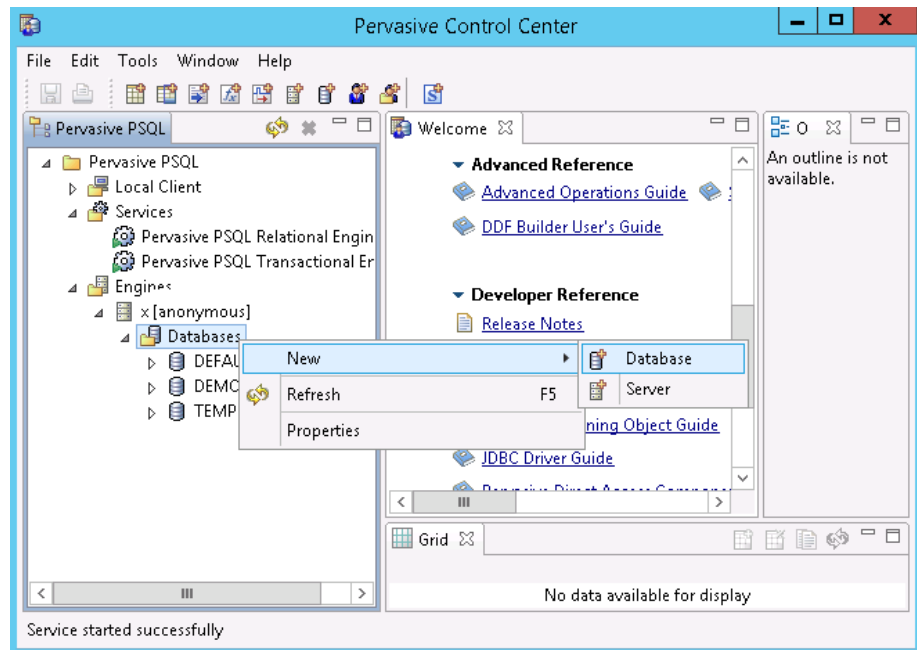 Pervasive Control Center
File Edit Tools Window Help
Pervasive PSQL
Pervasive PSQL
Local Client
Services
Pervasive PSQL Relational Engin
Pervasive PSQL Transactional Er
Engines
x [anonymous]
Databases
DEFAU
DEMO
TEMP
New
Refresh F5
Properties
Database
Server
Welcome
Advanced Reference
Advanced Operations Guide
DDF Builder User's Guide
Developer Reference
Release Notes
ning Object Guide
JDBC Driver Guide
O
An outline is not
available.
Grid
No data available for display
Service started successfully